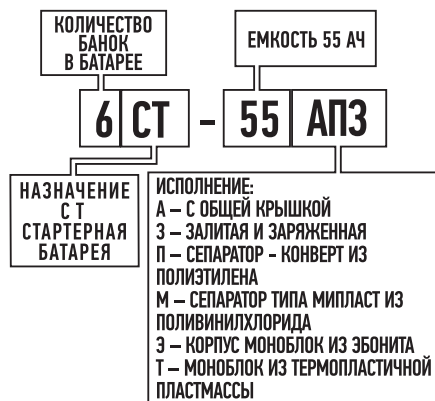 КОЛИЧЕСТВО
БАНОК
В БАТАРЕЕ
ЕМКОСТЬ 55 АЧ
6 СТ - 55 АПЗ
НАЗНАЧЕНИЕ
С Т
СТАРТЕРНАЯ
БАТАРЕЯ
ИСПОЛНЕНИЕ:
А – С ОБЩЕЙ КРЫШКОЙ
З – ЗАЛИТАЯ И ЗАРЯЖЕННАЯ
П – СЕПАРАТОР - КОНВЕРТ ИЗ
ПОЛИЭТИЛЕНА
М – СЕПАРАТОР ТИПА МИПЛАСТ ИЗ
ПОЛИВИНИЛХЛОРИДА
Э – КОРПУС МОНОБЛОК ИЗ ЭБОНИТА
Т – МОНОБЛОК ИЗ ТЕРМОПЛАСТИЧНОЙ
ПЛАСТМАССЫ